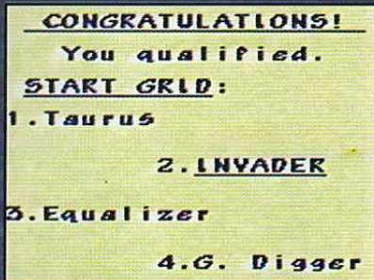 CONGRATULATIONS!
You qualified.
START GRID:
1.Taurus
2.INVADER
3.Equalizer
4.G. Digger